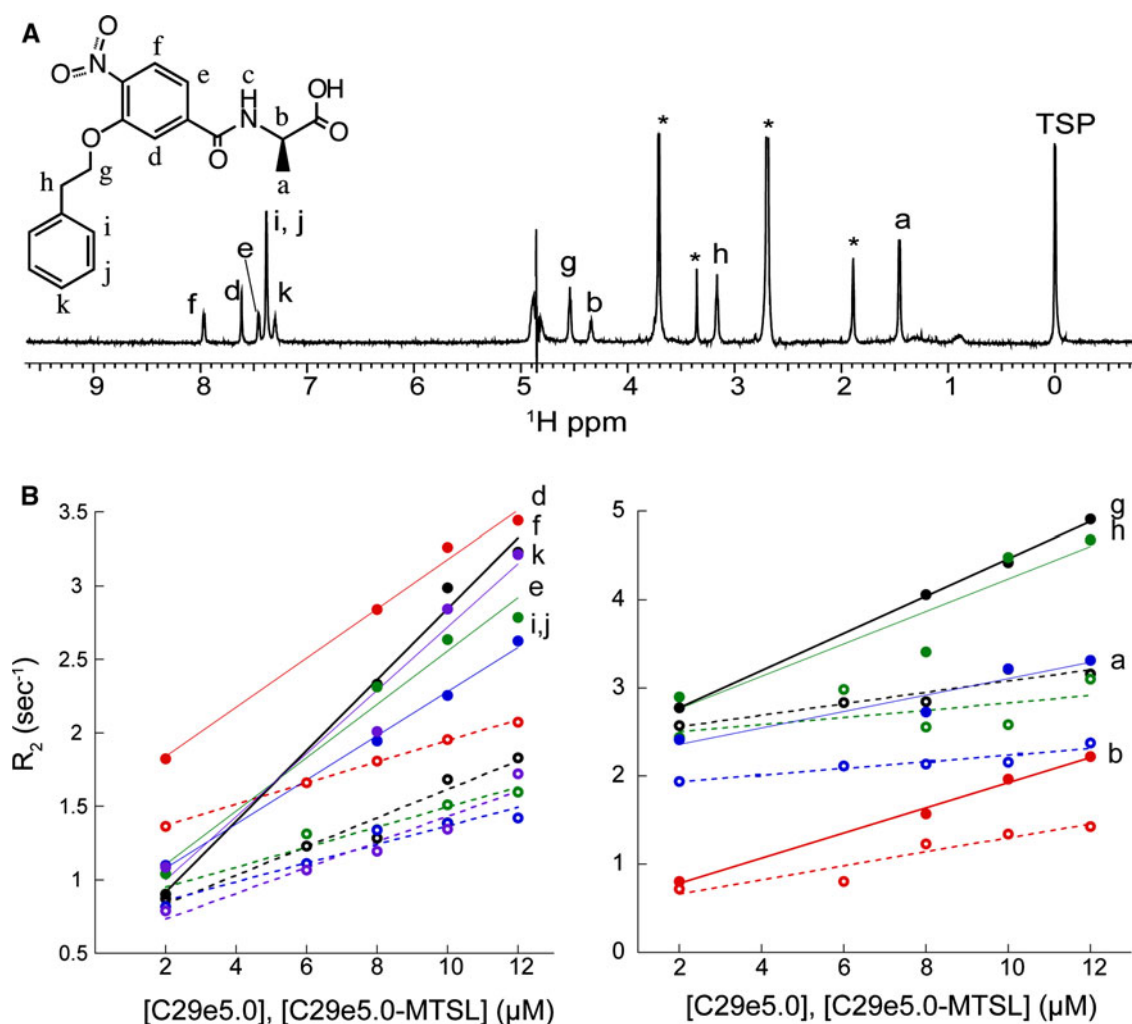 A
O
N
O
f
e
H
N
c
b
OH
O
O
d
O
g
a
h
i
j
k
f
d
e
i, j
k
g
b
*
*
h
*
*
a
TSP
9 8 7 6 5 4 3 2 1 0
¹H ppm
B
R₂ (sec⁻¹)
3.5
3
2.5
2
1.5
1
0.5
d
f
k
e
i,j
2 4 6 8 10 12
[C29e5.0], [C29e5.0-MTSL] (μM)
5
4
3
2
1
0
g
h
a
b
2 4 6 8 10 12
[C29e5.0], [C29e5.0-MTSL] (μM)